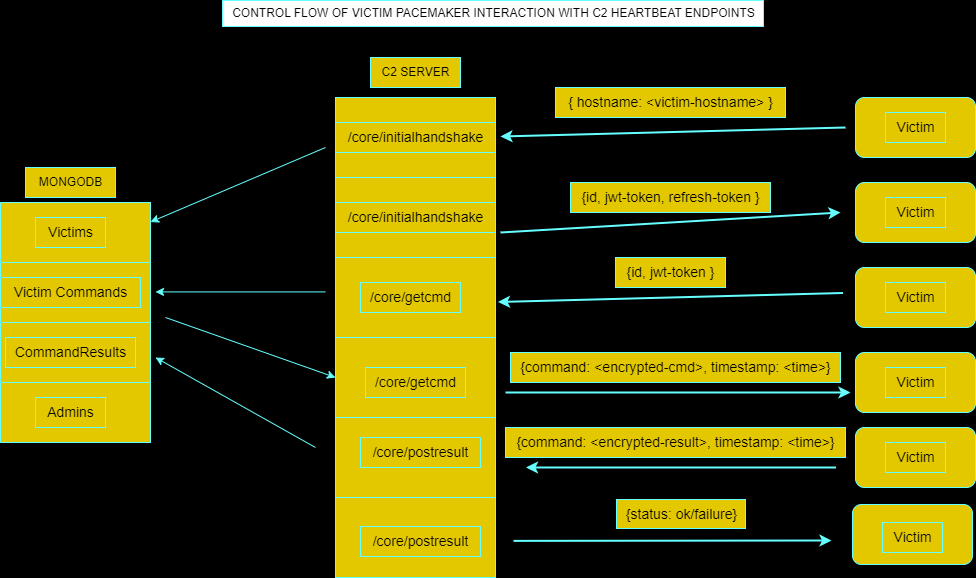 CONTROL FLOW OF VICTIM PACEMAKER INTERACTION WITH C2 HEARTBEAT ENDPOINTS
C2 SERVER
{ hostname: <victim-hostname> }
/core/initialhandshake
Victim
MONGODB
{id, jwt-token, refresh-token }
/core/initialhandshake
Victim
Victims
{id, jwt-token }
Victim Commands
/core/getcmd
Victim
CommandResults
{command: <encrypted-cmd>, timestamp: <time>}
/core/getcmd
Victim
Admins
{command: <encrypted-result>, timestamp: <time>}
/core/postresult
Victim
{status: ok/failure}
/core/postresult
Victim